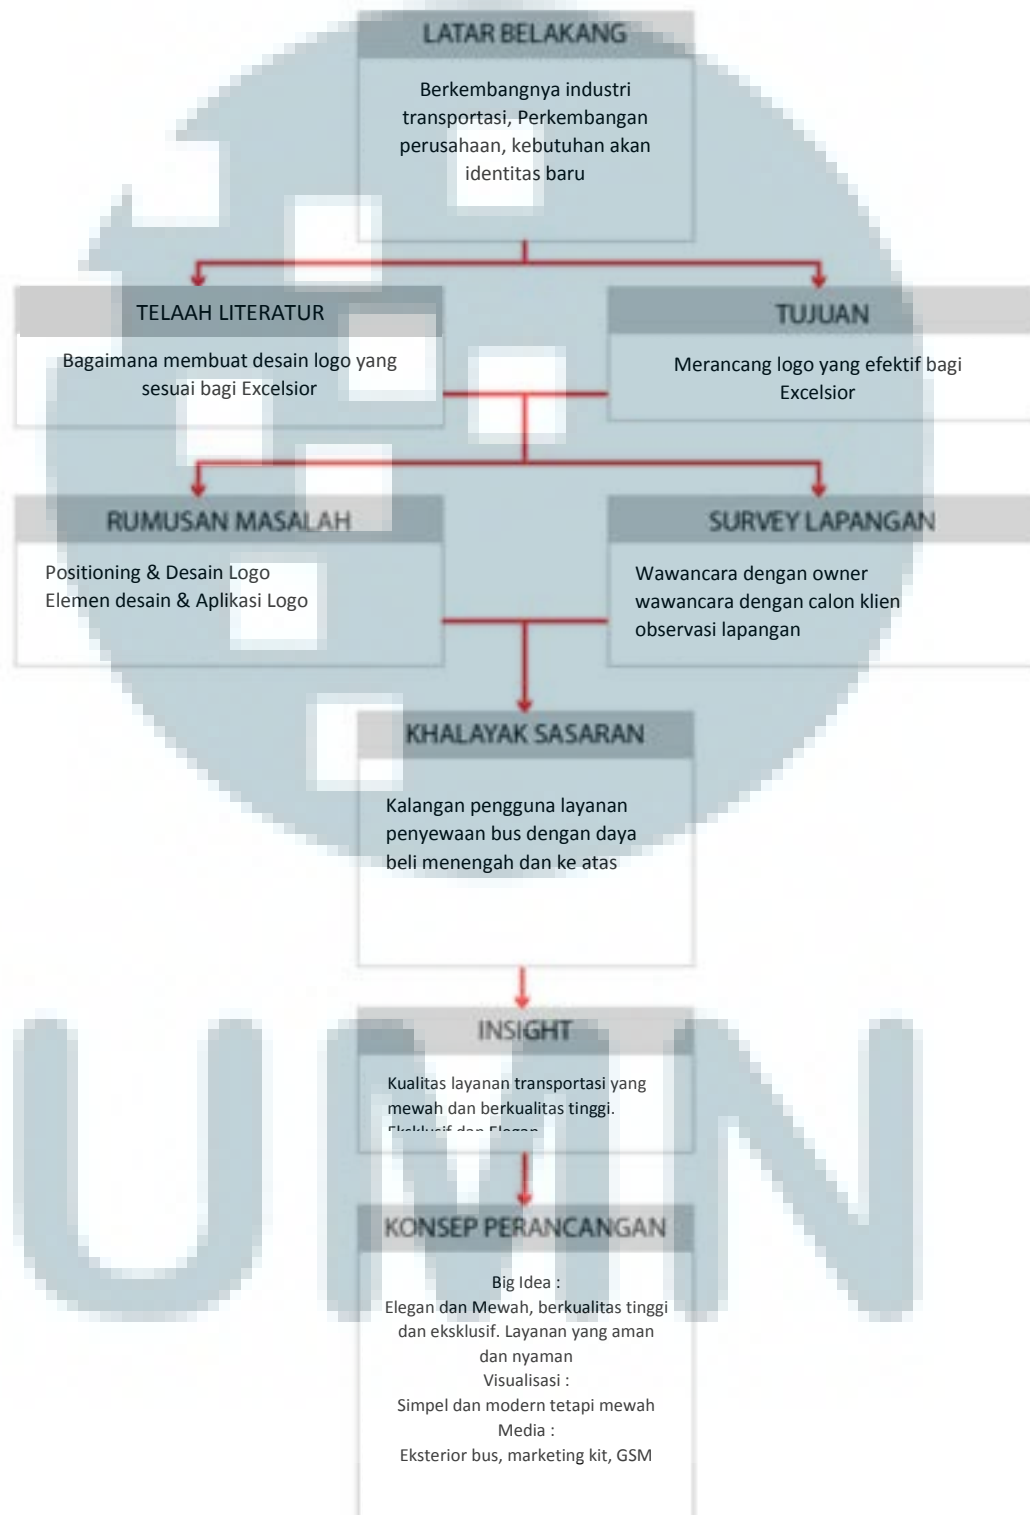 LATAR BELAKANG
Berkembangnya industri
transportasi, Perkembangan
perusahaan, kebutuhan akan
identitas baru
TELAAH LITERATUR
Bagaimana membuat desain logo yang
sesuai bagi Excelsior
TUJUAN
Merancang logo yang efektif bagi
Excelsior
RUMUSAN MASALAH
Positioning & Desain Logo
Elemen desain & Aplikasi Logo
SURVEY LAPANGAN
Wawancara dengan owner
wawancara dengan calon klien
observasi lapangan
KHALAYAK SASARAN
Kalangan pengguna layanan
penyewaan bus dengan daya
beli menengah dan ke atas
INSIGHT
Kualitas layanan transportasi yang
mewah dan berkualitas tinggi.
Eksklusif dan Elegan
KONSEP PERANCANGAN
Big Idea :
Elegan dan Mewah, berkualitas tinggi
dan eksklusif. Layanan yang aman
dan nyaman
Visualisasi :
Simpel dan modern tetapi mewah
Media :
Eksterior bus, marketing kit, GSM
UMN